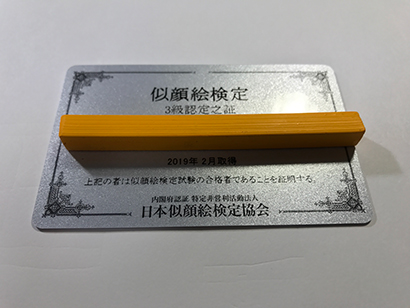 似顔絵検定
3級認定之証
2019年 2月取得
上記の者は似顔絵検定試験の合格者であることを証明する。
内閣府認証 特定非営利活動法人
日本似顔絵検定協会